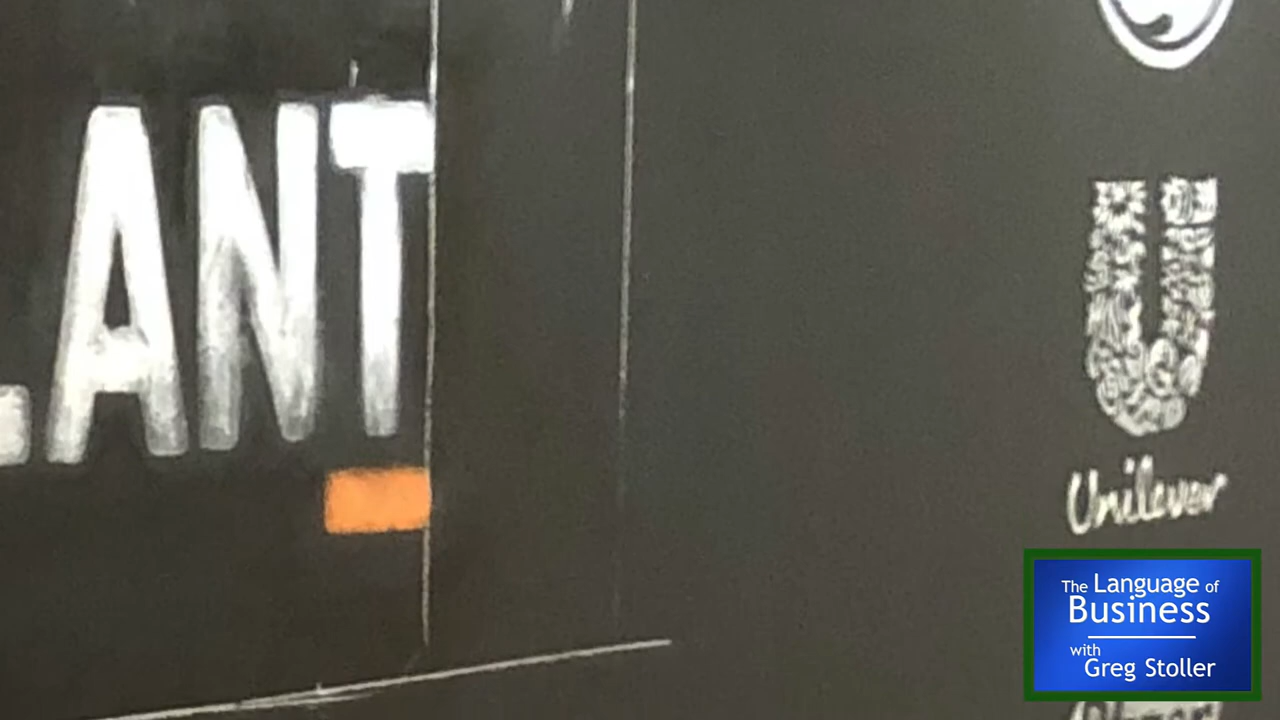 ANT
Unilever
The Language of
Business
with
Greg Stoller